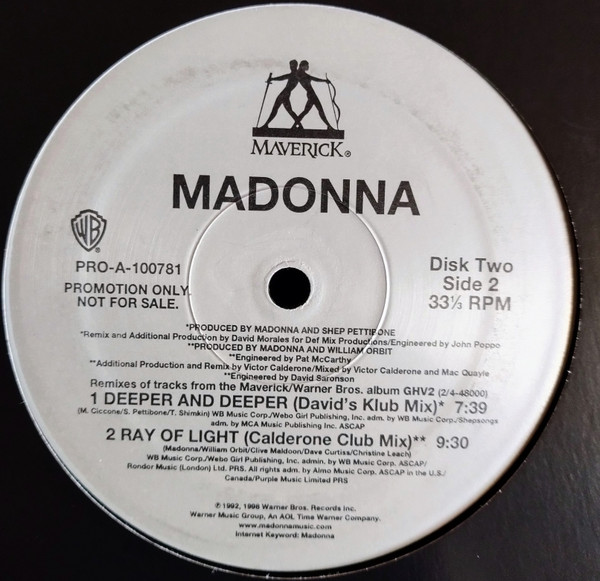 MAVERICK®
MADONNA
WB®
PRO-A-100781
PROMOTION ONLY.
NOT FOR SALE.
Disk Two
Side 2
33⅓ RPM
*PRODUCED BY MADONNA AND SHEP PETTIBONE
*Remix and Additional Production by David Morales for Def Mix Productions/Engineered by John Poppo
**PRODUCED BY MADONNA AND WILLIAM ORBIT
**Engineered by Pat McCarthy
**Additional Production and Remix by Victor Calderone/Mixed by Victor Calderone and Mac Quayle
**Engineered by David Saronson
Remixes of tracks from the Maverick/Warner Bros. album GHV2 (2/4-48000)
1 DEEPER AND DEEPER (David's Klub Mix)* 7:39
(M. Ciccone/S. Pettibone/T. Shimkin) WB Music Corp./Webo Girl Publishing, Inc. adm. by WB Music Corp./Shepsongs
adm. by MCA Music Publishing Inc. ASCAP
2 RAY OF LIGHT (Calderone Club Mix)** 9:30
(Madonna/William Orbit/Clive Maldoon/Dave Curtiss/Christine Leach)
WB Music Corp./Webo Girl Publishing, Inc. admin. by WB Music Corp. ASCAP/
Rondor Music (London) Ltd. PRS. All rights adm. by Almo Music Corp. ASCAP in the U.S./
Canada/Purple Music Limited PRS
℗ 1992, 1998 Warner Bros. Records Inc.
Warner Music Group, An AOL Time Warner Company.
www.madonnamusic.com
Internet Keyword: Madonna